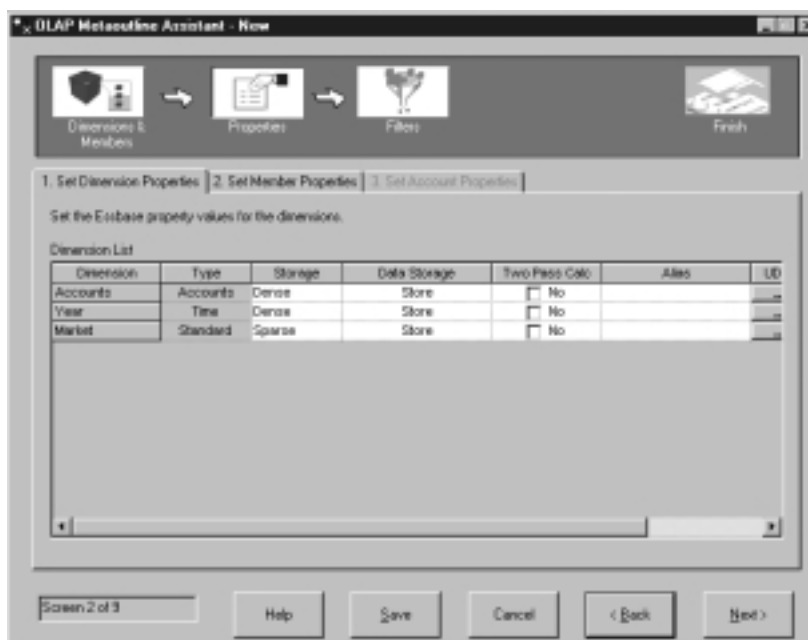 OLAP Metaoutline Assistant - New
Dimensions & Members
Properties
Filters
Finish
1. Set Dimension Properties 2. Set Member Properties 3. Set Account Properties
Set the Essbase property values for the dimensions.
Dimension List
Dimension Type Storage Data Storage Two Pass Calc Alias UD
Accounts Accounts Dense Store No
Year Time Dense Store No
Market Standard Sparse Store No
Screen 2 of 9 Help Save Cancel < Back Next >